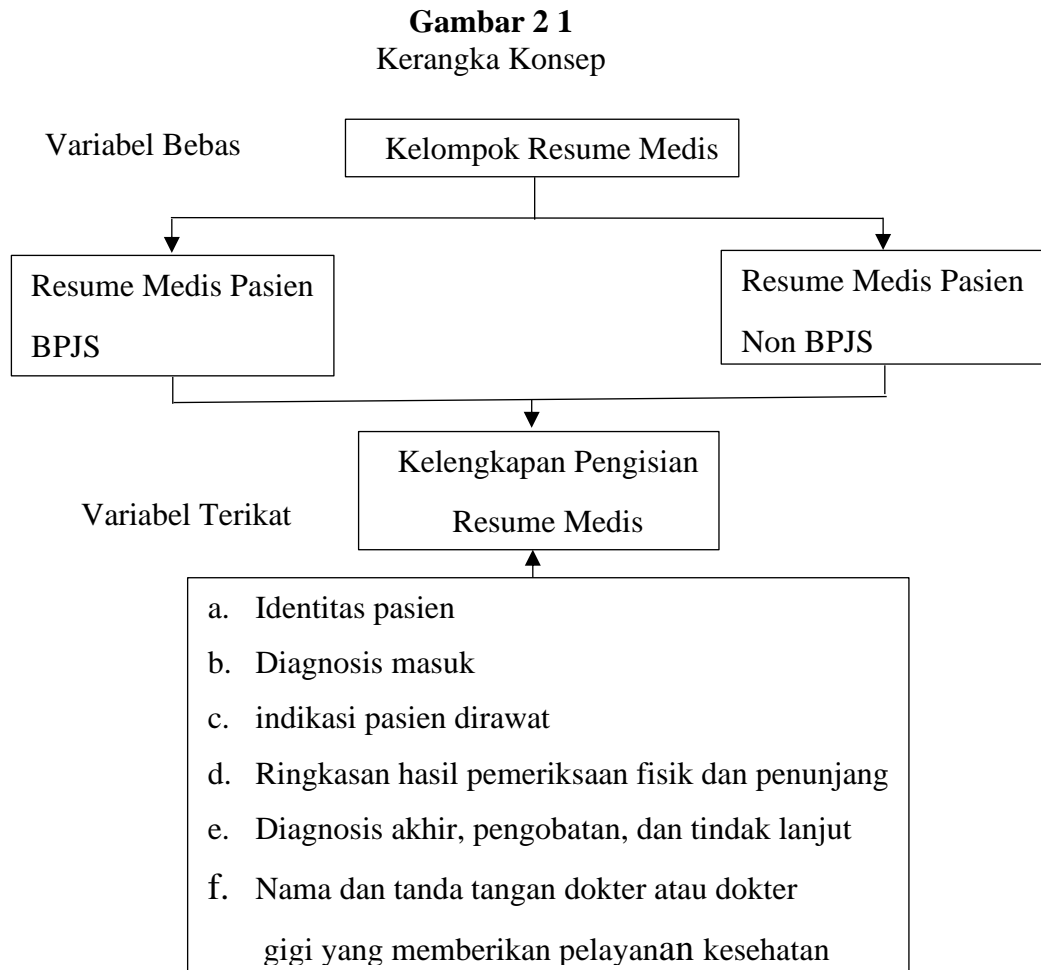 Gambar 2 1
Kerangka Konsep
Variabel Bebas
Kelompok Resume Medis
Resume Medis Pasien
BPJS
Resume Medis Pasien
Non BPJS
Kelengkapan Pengisian
Resume Medis
Variabel Terikat
a. Identitas pasien
b. Diagnosis masuk
c. indikasi pasien dirawat
d. Ringkasan hasil pemeriksaan fisik dan penunjang
e. Diagnosis akhir, pengobatan, dan tindak lanjut
f. Nama dan tanda tangan dokter atau dokter
gigi yang memberikan pelayanan kesehatan